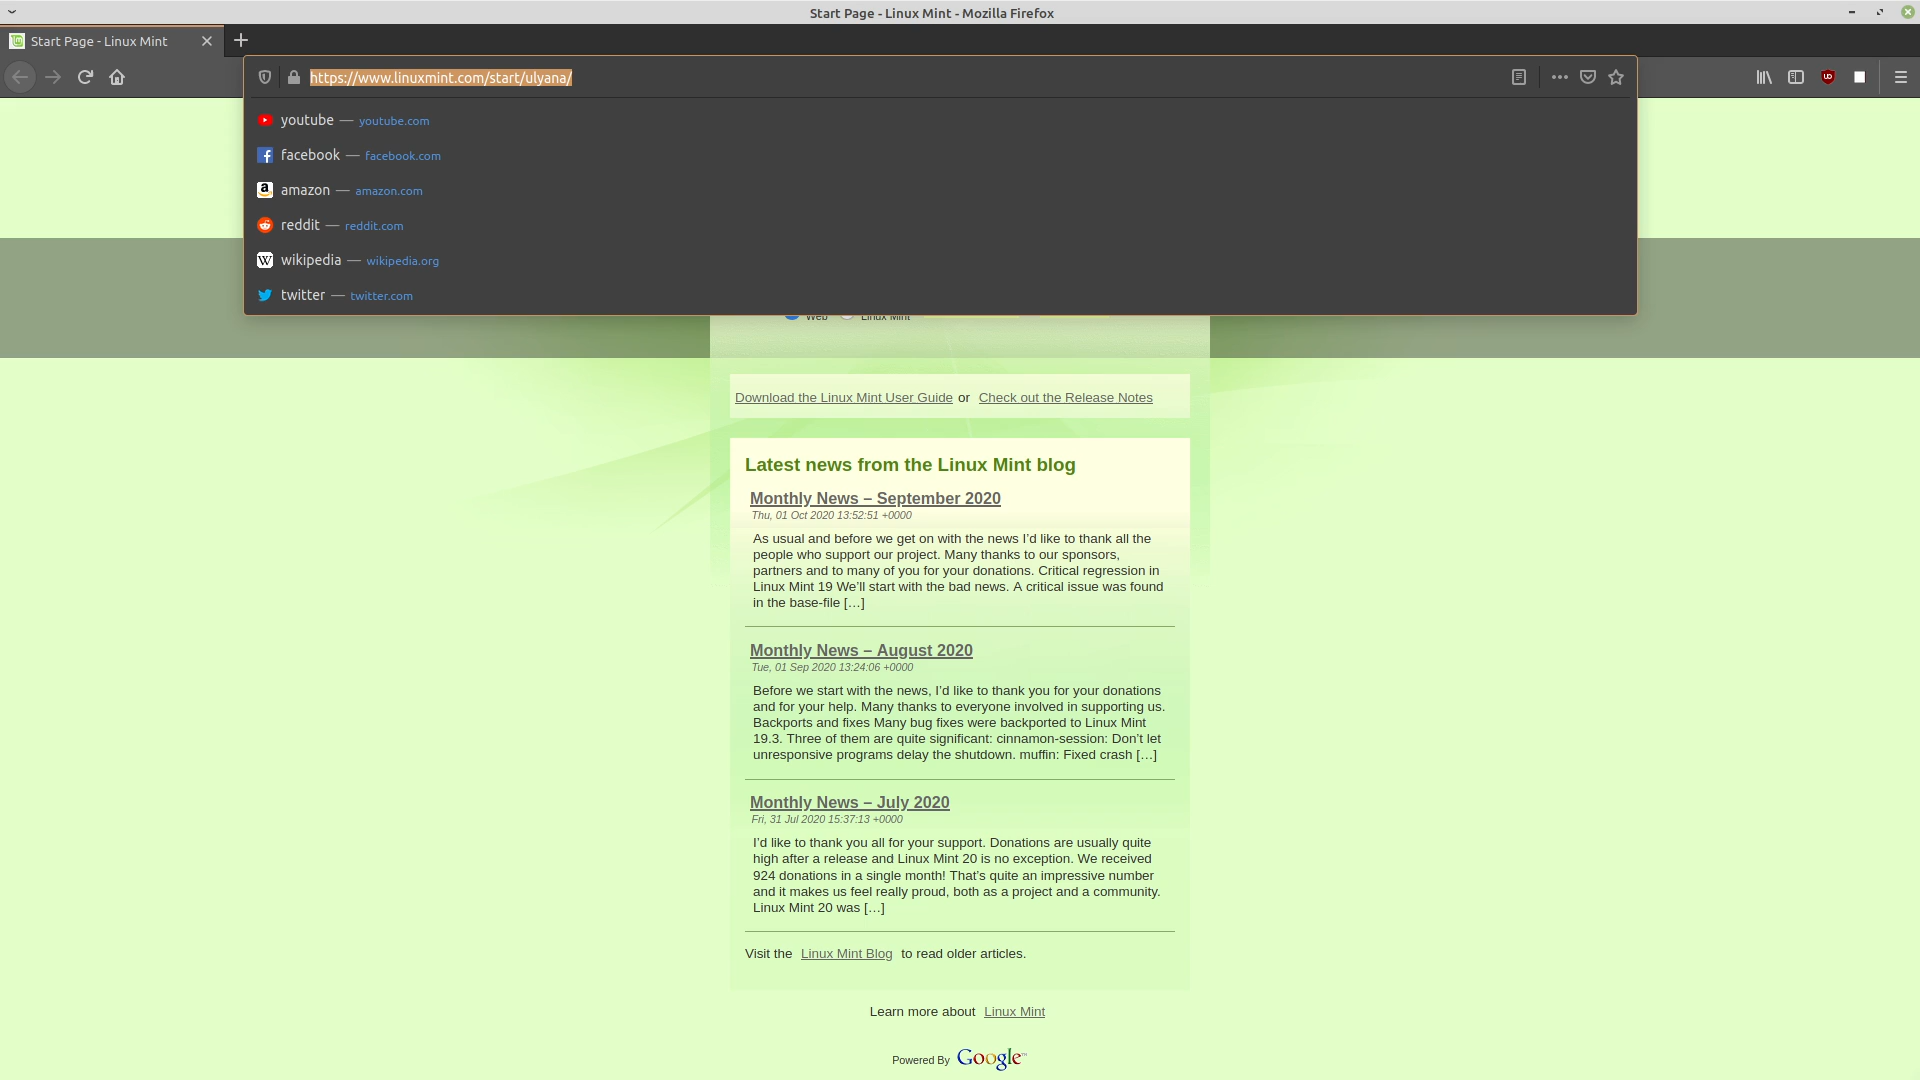 Start Page - Linux Mint - Mozilla Firefox
Start Page - Linux Mint
https://www.linuxmint.com/start/ulyana/
youtube — youtube.com
facebook — facebook.com
amazon — amazon.com
reddit — reddit.com
wikipedia — wikipedia.org
twitter — twitter.com
Web Linux Mint
Download the Linux Mint User Guide or Check out the Release Notes
Latest news from the Linux Mint blog
Monthly News – September 2020
Thu, 01 Oct 2020 13:52:51 +0000
As usual and before we get on with the news I’d like to thank all the
people who support our project. Many thanks to our sponsors,
partners and to many of you for your donations. Critical regression in
Linux Mint 19 We’ll start with the bad news. A critical issue was found
in the base-file […]
Monthly News – August 2020
Tue, 01 Sep 2020 13:24:06 +0000
Before we start with the news, I’d like to thank you for your donations
and for your help. Many thanks to everyone involved in supporting us.
Backports and fixes Many bug fixes were backported to Linux Mint
19.3. Three of them are quite significant: cinnamon-session: Don’t let
unresponsive programs delay the shutdown. muffin: Fixed crash […]
Monthly News – July 2020
Fri, 31 Jul 2020 15:37:13 +0000
I’d like to thank you all for your support. Donations are usually quite
high after a release and Linux Mint 20 is no exception. We received
924 donations in a single month! That’s quite an impressive number
and it makes us feel really proud, both as a project and a community.
Linux Mint 20 was […]
Visit the Linux Mint Blog to read older articles.
Learn more about Linux Mint
Powered By Google™